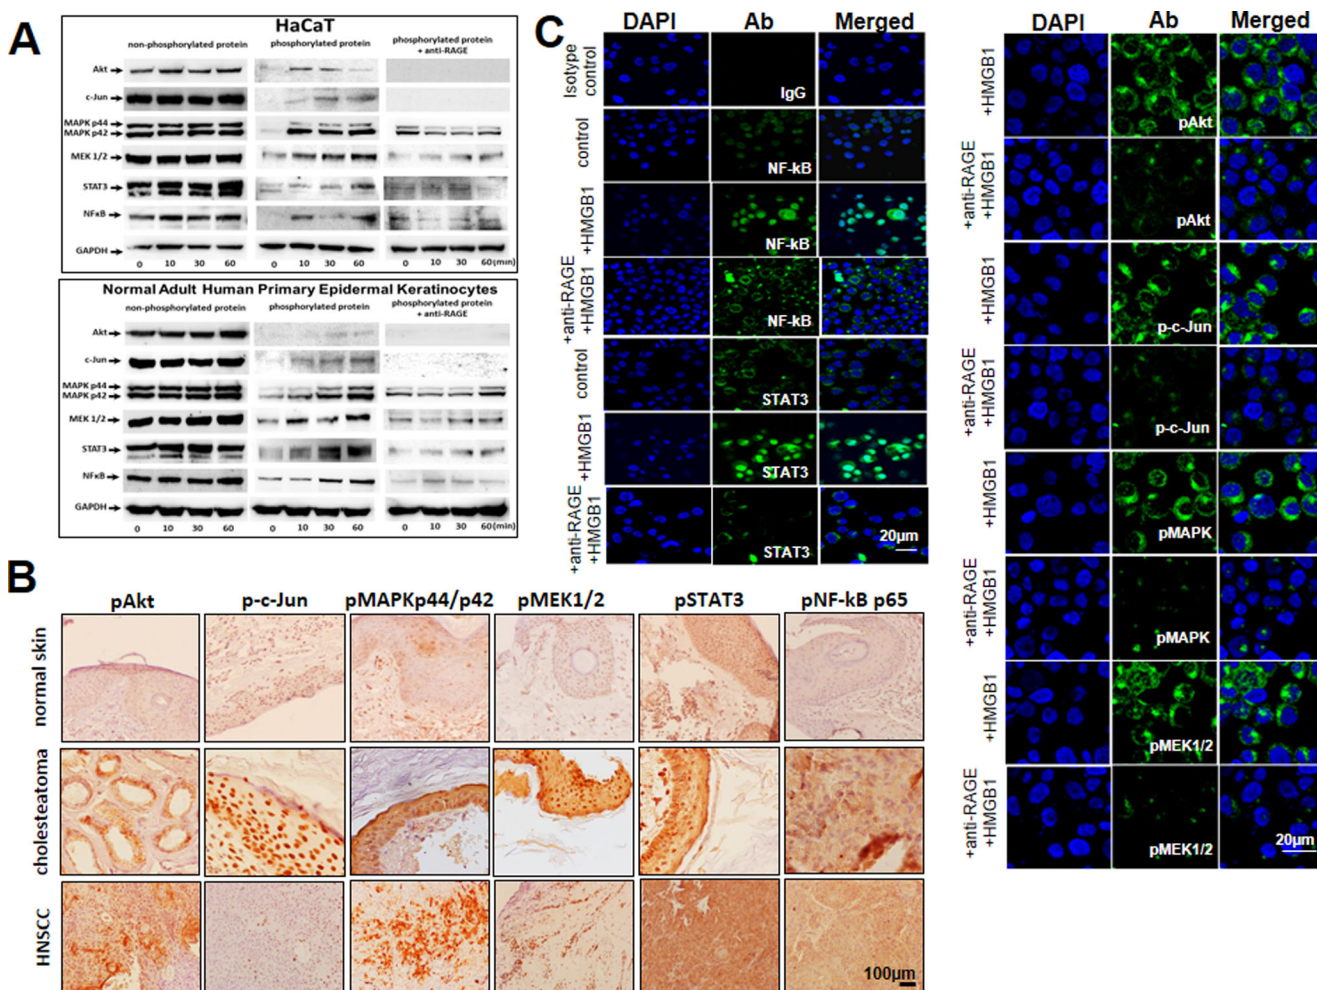 A
HaCaT
non-phosphorylated protein
phosphorylated protein
phosphorylated protein
+ anti-RAGE
Akt
c-Jun
MAPK p44
MAPK p42
MEK 1/2
STAT3
NFκB
GAPDH
0 10 30 60 0 10 30 60 0 10 30 60(min)
Normal Adult Human Primary Epidermal Keratinocytes
non-phosphorylated protein
phosphorylated protein
phosphorylated protein
+ anti-RAGE
Akt
c-Jun
MAPK p44
MAPK p42
MEK 1/2
STAT3
NFκB
GAPDH
0 10 30 60 0 10 30 60 0 10 30 60(min)
B
pAkt
p-c-Jun
pMAPKp44/p42
pMEK1/2
pSTAT3
pNF-kB p65
normal skin
cholesteatoma
HNSCC
100µm
C
DAPI
Ab
Merged
Isotype
control
IgG
control
NF-kB
+HMGB1
NF-kB
+anti-RAGE
+HMGB1
NF-kB
control
STAT3
+HMGB1
STAT3
+anti-RAGE
+HMGB1
STAT3
20µm
DAPI
Ab
Merged
+HMGB1
pAkt
+anti-RAGE
+HMGB1
pAkt
+HMGB1
p-c-Jun
+anti-RAGE
+HMGB1
p-c-Jun
+HMGB1
pMAPK
+anti-RAGE
+HMGB1
pMAPK
+HMGB1
pMEK1/2
+anti-RAGE
+HMGB1
pMEK1/2
20µm